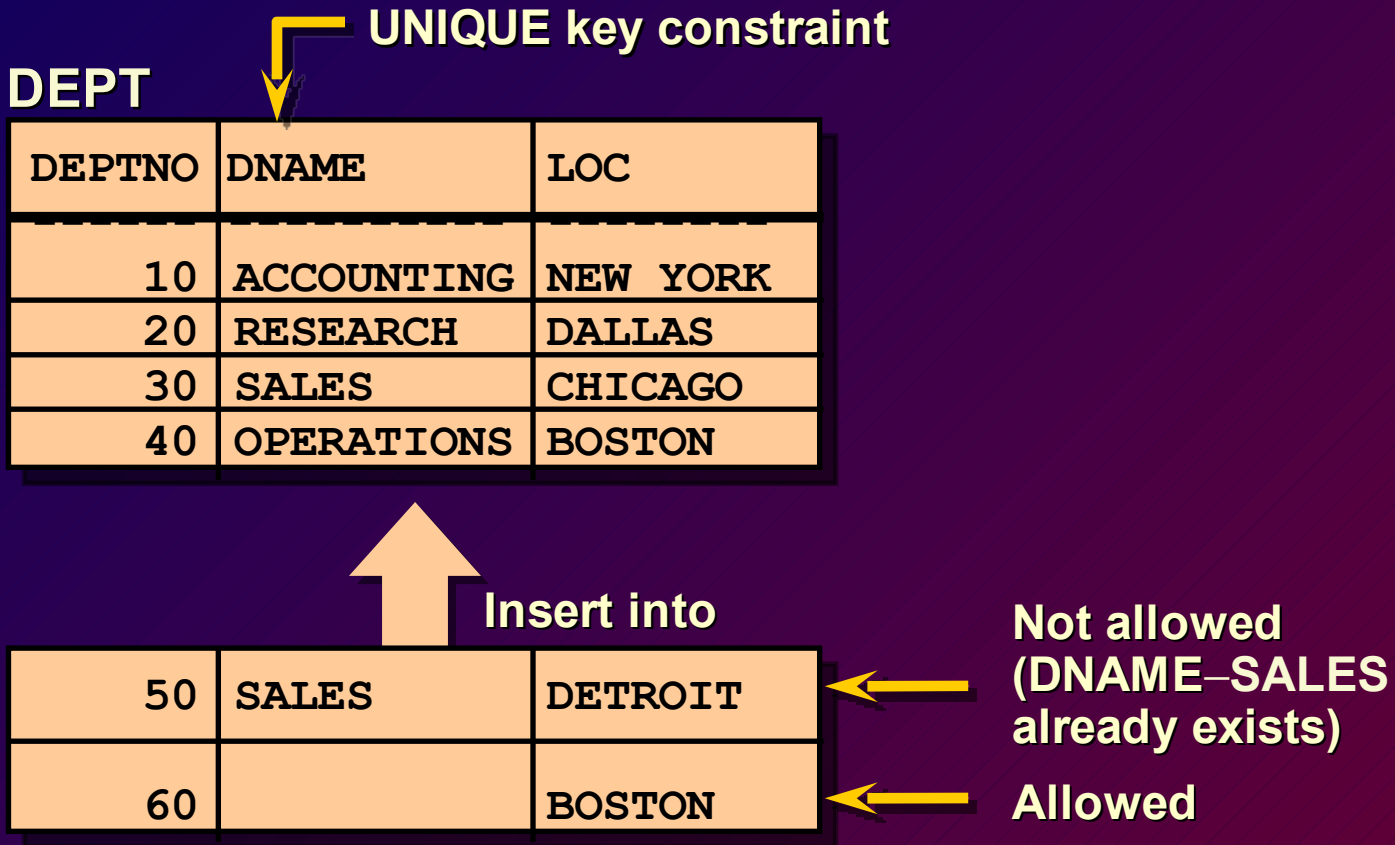 UNIQUE key constraint
DEPT
DEPTNO DNAME LOC
10 ACCOUNTING NEW YORK
20 RESEARCH DALLAS
30 SALES CHICAGO
40 OPERATIONS BOSTON
Insert into
50 SALES DETROIT
Not allowed
(DNAME–SALES
already exists)
60 BOSTON
Allowed